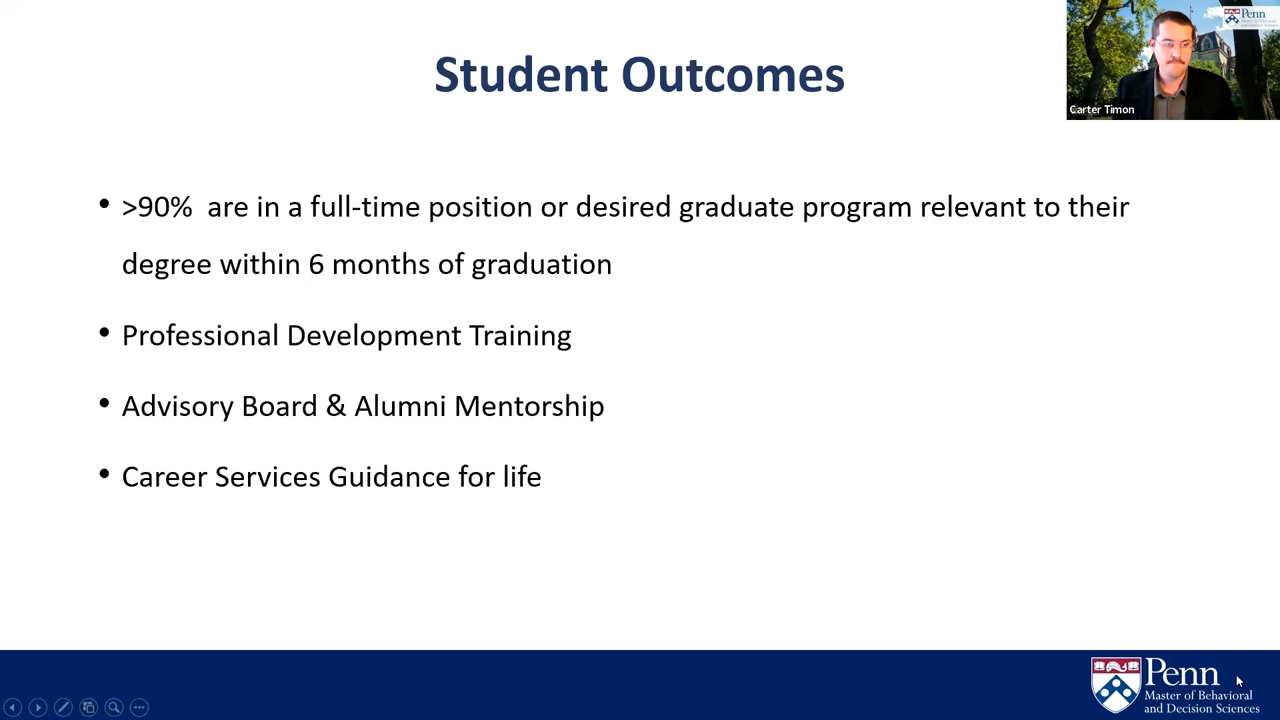 Student Outcomes
Penn
Carter Timon
• >90% are in a full-time position or desired graduate program relevant to their
degree within 6 months of graduation
• Professional Development Training
• Advisory Board & Alumni Mentorship
• Career Services Guidance for life
Penn
Master of Behavioral
and Decision Sciences